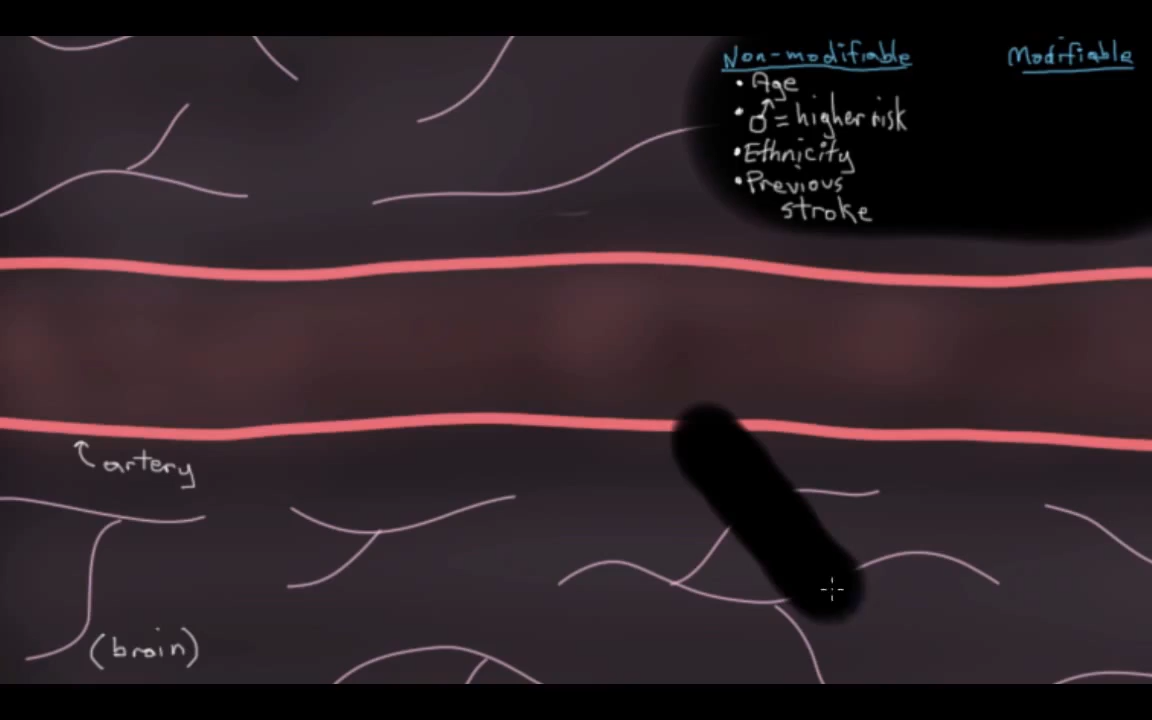 Non-modifiable
Modifiable
• Age
• ♂ = higher risk
• Ethnicity
• Previous
stroke
artery
(brain)